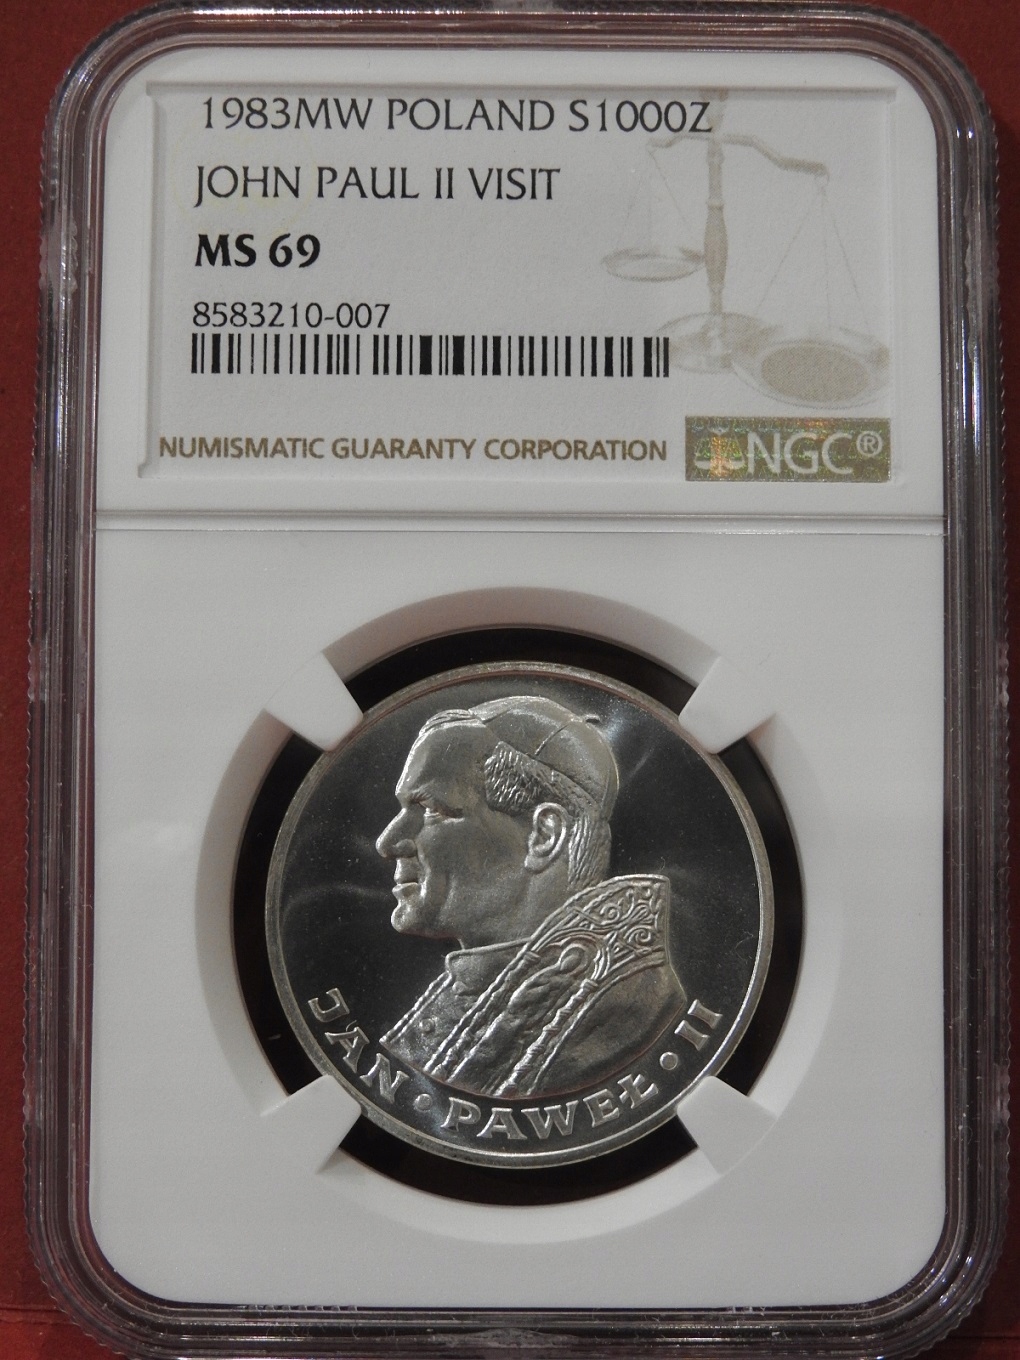 1983MW POLAND S1000Z
JOHN PAUL II VISIT
MS 69
8583210-007
NUMISMATIC GUARANTY CORPORATION
NGC®
JAN • PAWEŁ • II